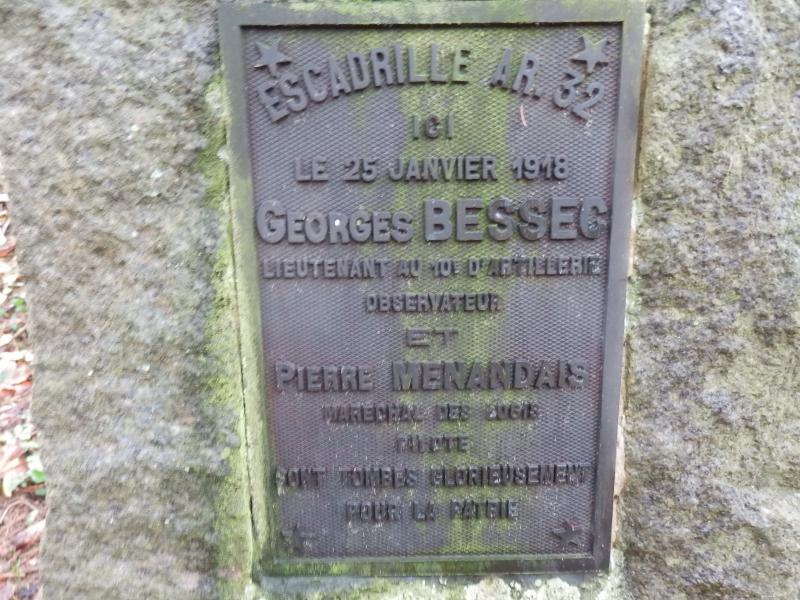 ESCADRILLE AR. 32
ICI
LE 25 JANVIER 1918
GEORGES BESSEC
LIEUTENANT AU 10E D'ARTILLERIE
OBSERVATEUR
ET
PIERRE MENANDAIS
MARECHAL DES LOGIS
PILOTE
SONT TOMBES GLORIEUSEMENT
POUR LA PATRIE